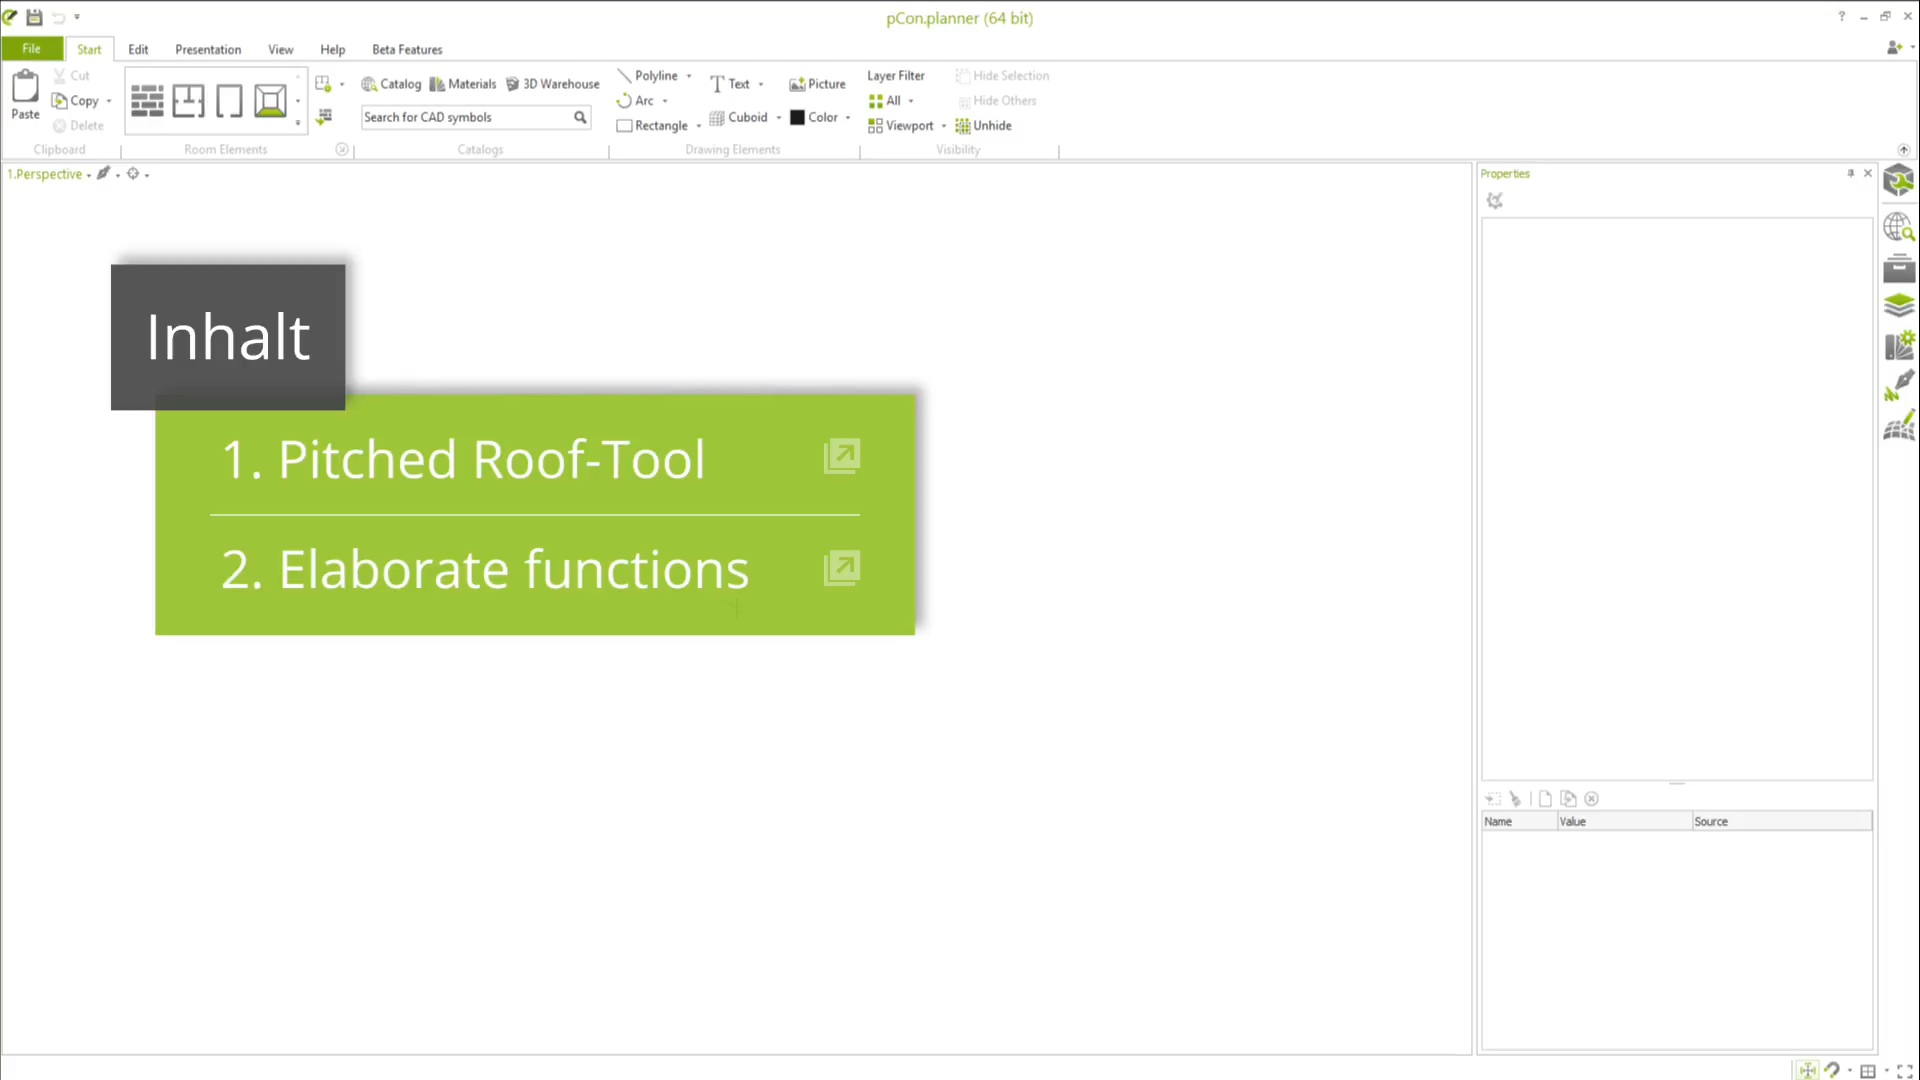 pCon.planner (64 bit)
File Start Edit Presentation View Help Beta Features
Paste
Cut
Copy
Delete
Clipboard
Room Elements
Catalog Materials 3D Warehouse
Search for CAD symbols
Catalogs
Polyline
Arc
Rectangle
Text
Cuboid
Picture
Color
Drawing Elements
Layer Filter
All
Viewport
Hide Selection
Hide Others
Unhide
Visibility
1.Perspective
Properties
Inhalt
1. Pitched Roof-Tool
2. Elaborate functions
Name Value Source